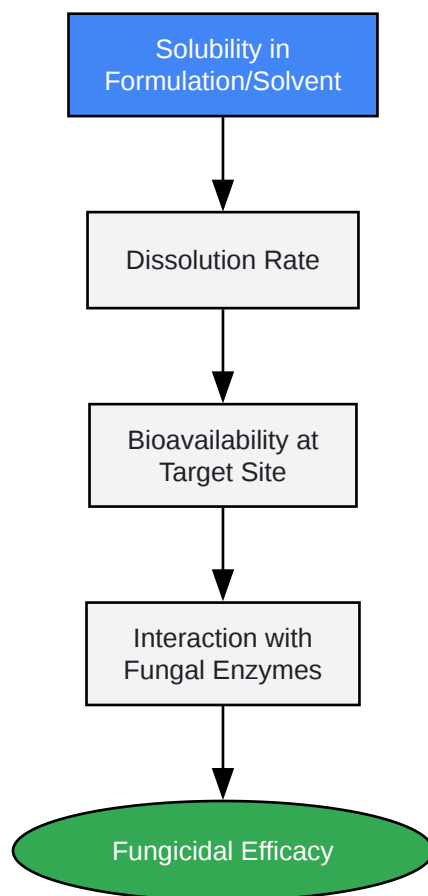 Solubility in
Formulation/Solvent
Dissolution Rate
Bioavailability at
Target Site
Interaction with
Fungal Enzymes
Fungicidal Efficacy